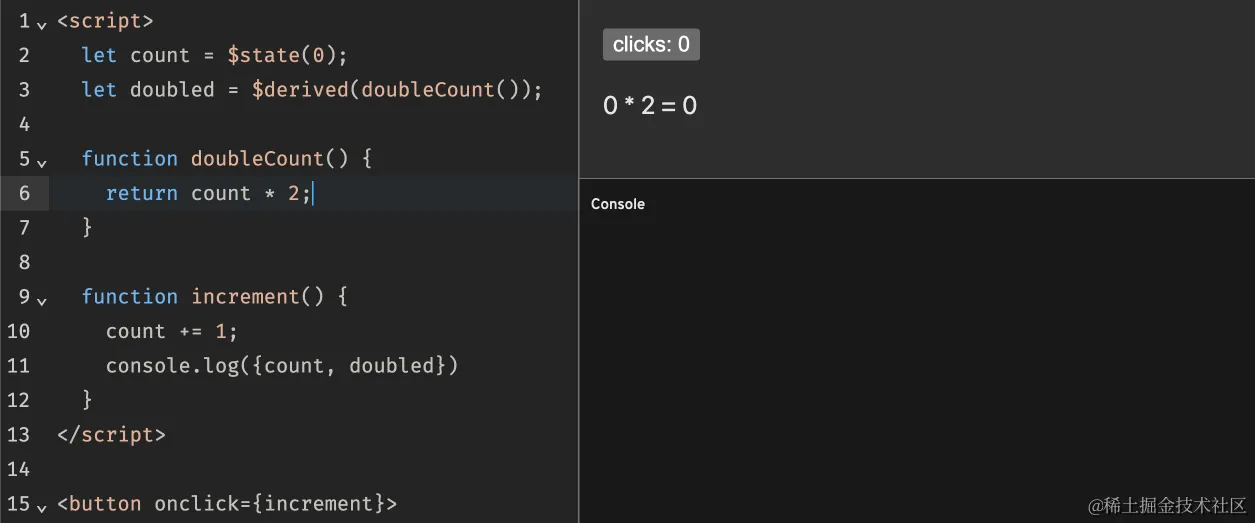 1 <script>
2 let count = $state(0);
3 let doubled = $derived(doubleCount());
4
5 function doubleCount() {
6 return count * 2;
7 }
8
9 function increment() {
10 count += 1;
11 console.log({count, doubled})
12 }
13 </script>
14
15 <button onclick={increment}>
clicks: 0
0 * 2 = 0
Console
@稀土掘金技术社区